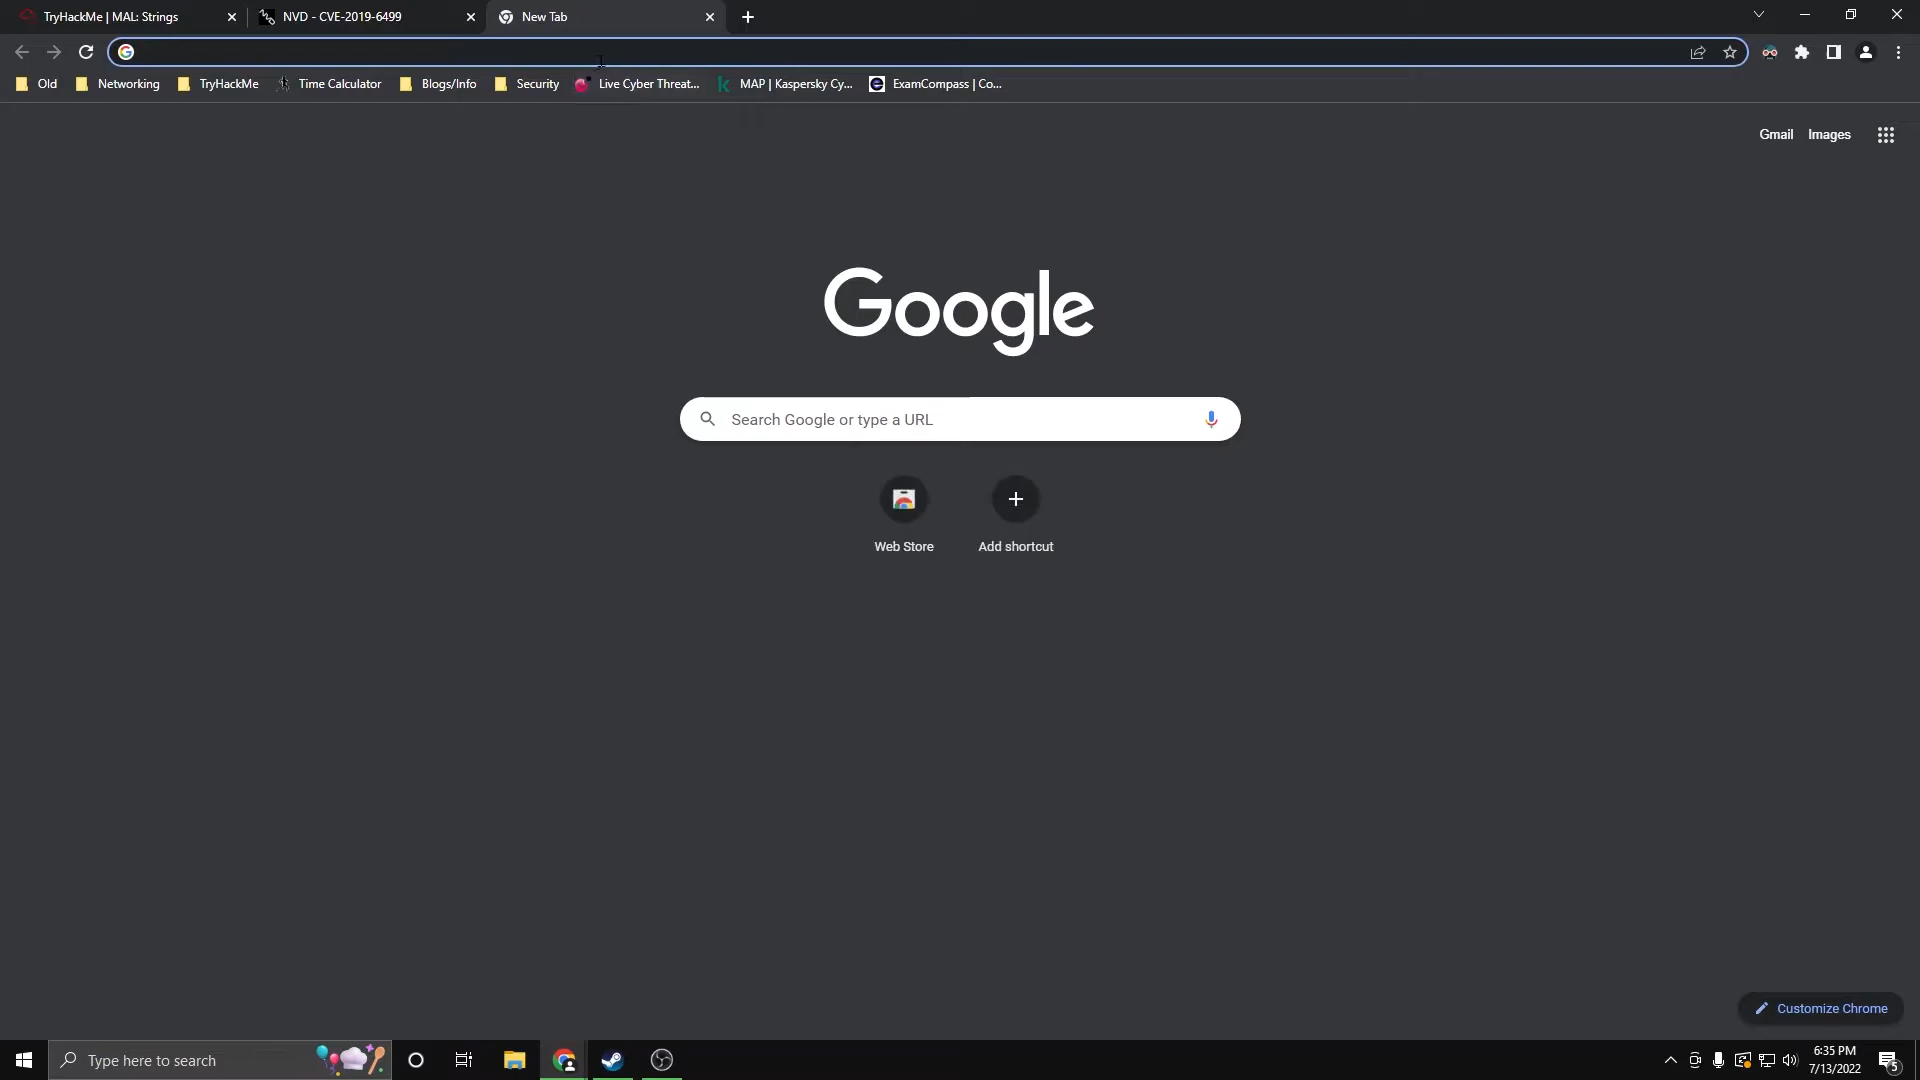 TryHackMe | MAL: Strings
NVD - CVE-2019-6499
New Tab
Old
Networking
TryHackMe
Time Calculator
Blogs/Info
Security
Live Cyber Threat...
MAP | Kaspersky Cy...
ExamCompass | Co...
Gmail
Images
Google
Search Google or type a URL
Web Store
Add shortcut
Customize Chrome
Type here to search
6:35 PM
7/13/2022
5